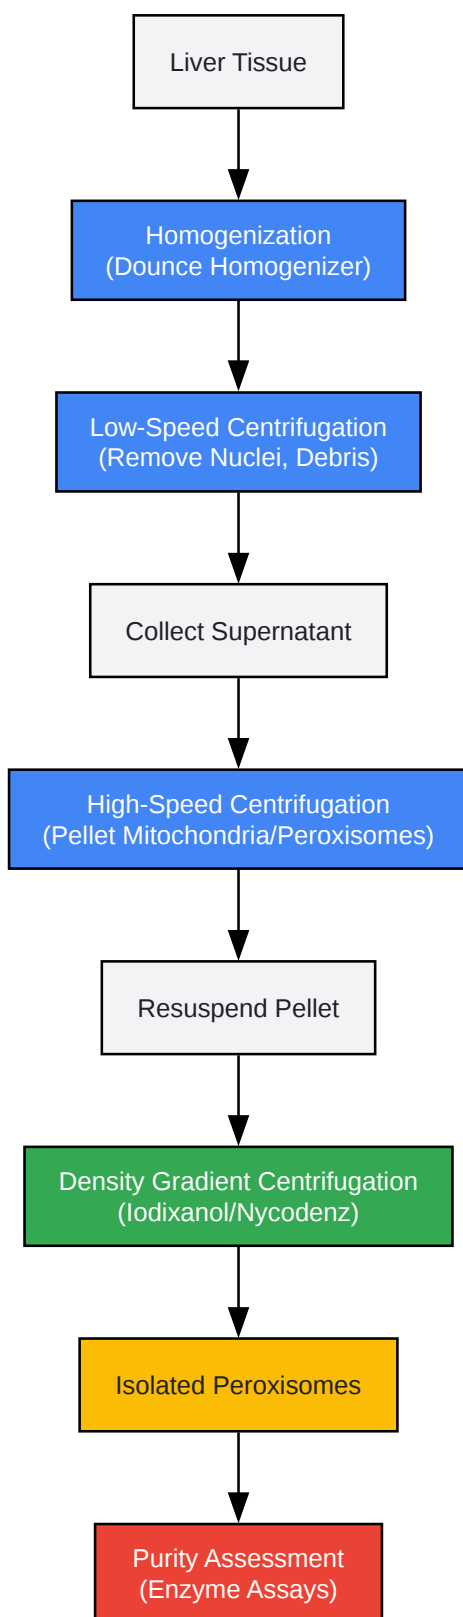 Liver Tissue
Homogenization
(Dounce Homogenizer)
Low-Speed Centrifugation
(Remove Nuclei, Debris)
Collect Supernatant
High-Speed Centrifugation
(Pellet Mitochondria/Peroxisomes)
Resuspend Pellet
Density Gradient Centrifugation
(Iodixanol/Nycodenz)
Isolated Peroxisomes
Purity Assessment
(Enzyme Assays)